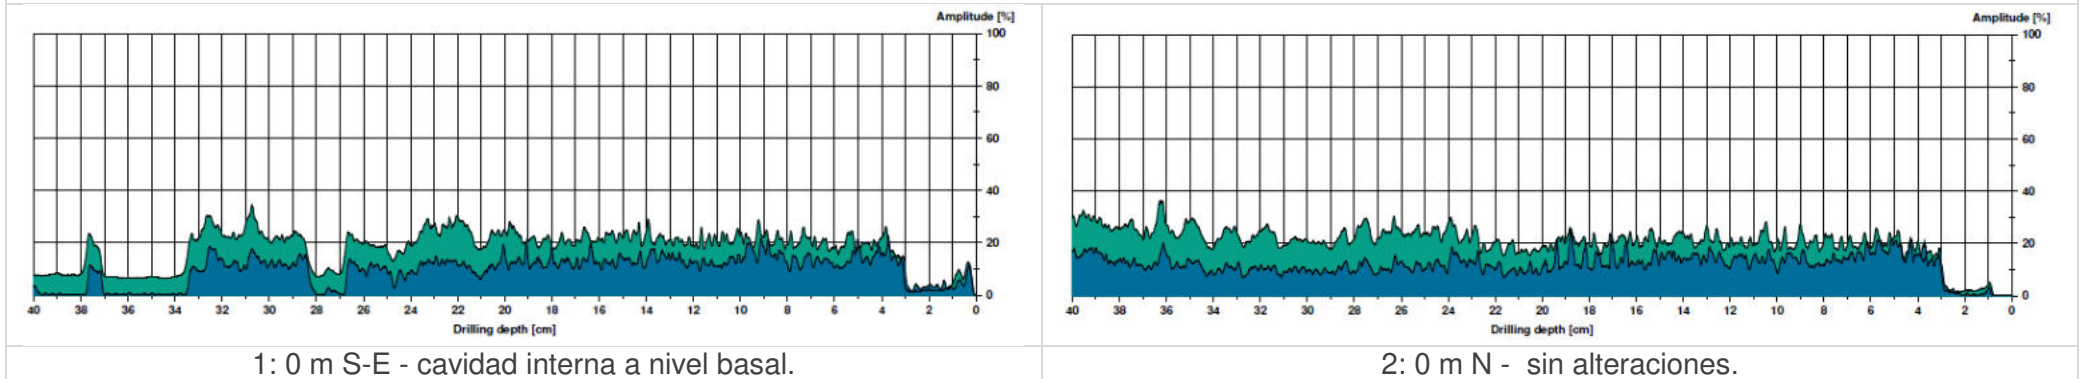 Amplitude [%]
100
80
60
40
20
0
40 38 36 34 32 30 28 26 24 22 20 18 16 14 12 10 8 6 4 2 0
Drilling depth [cm]
1: 0 m S-E - cavidad interna a nivel basal.
Amplitude [%]
100
80
60
40
20
0
40 38 36 34 32 30 28 26 24 22 20 18 16 14 12 10 8 6 4 2 0
Drilling depth [cm]
2: 0 m N - sin alteraciones.